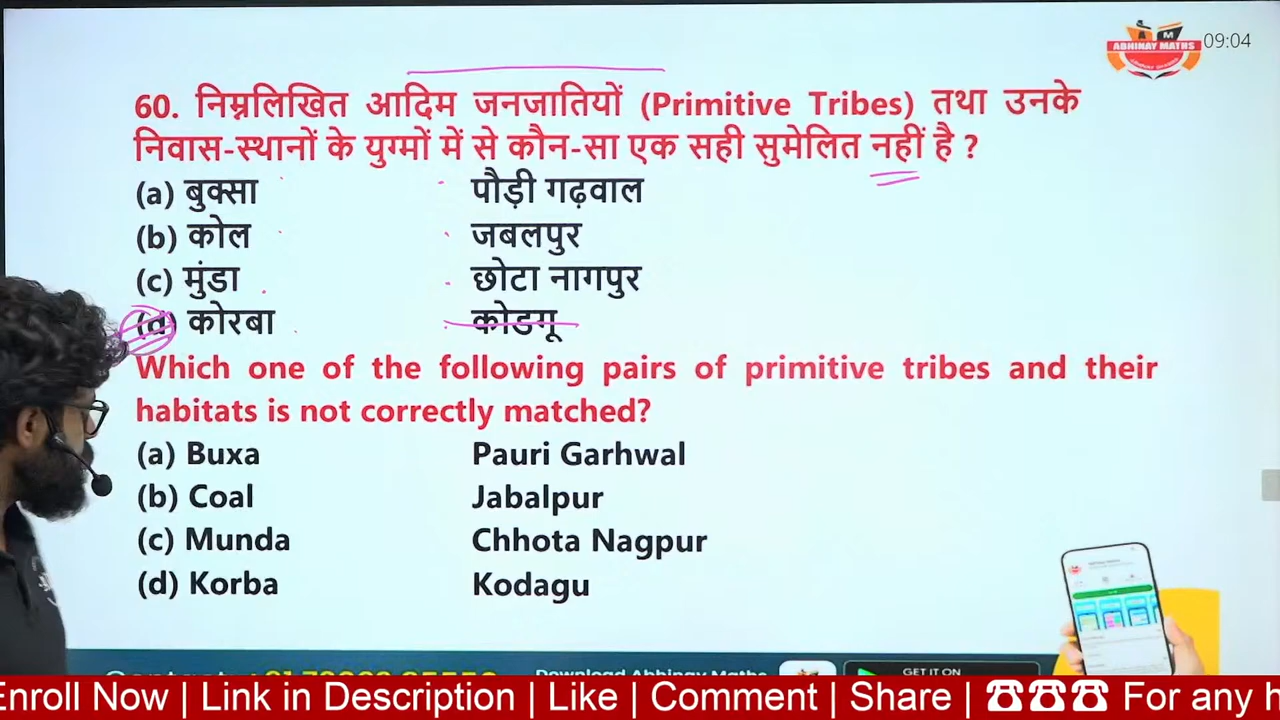 ABHINAY MATHS
09:04
60. निम्नलिखित आदिम जनजातियों (Primitive Tribes) तथा उनके
निवास-स्थानों के युग्मों में से कौन-सा एक सही सुमेलित नहीं है ?
(a) बुक्सा पौड़ी गढ़वाल
(b) कोल जबलपुर
(c) मुंडा छोटा नागपुर
(d) कोरबा कोडगू
Which one of the following pairs of primitive tribes and their
habitats is not correctly matched?
(a) Buxa Pauri Garhwal
(b) Coal Jabalpur
(c) Munda Chhota Nagpur
(d) Korba Kodagu
Download Abhinay Maths
GET IT ON
Enroll Now | Link in Description | Like | Comment | Share | ☎☎☎ For any h